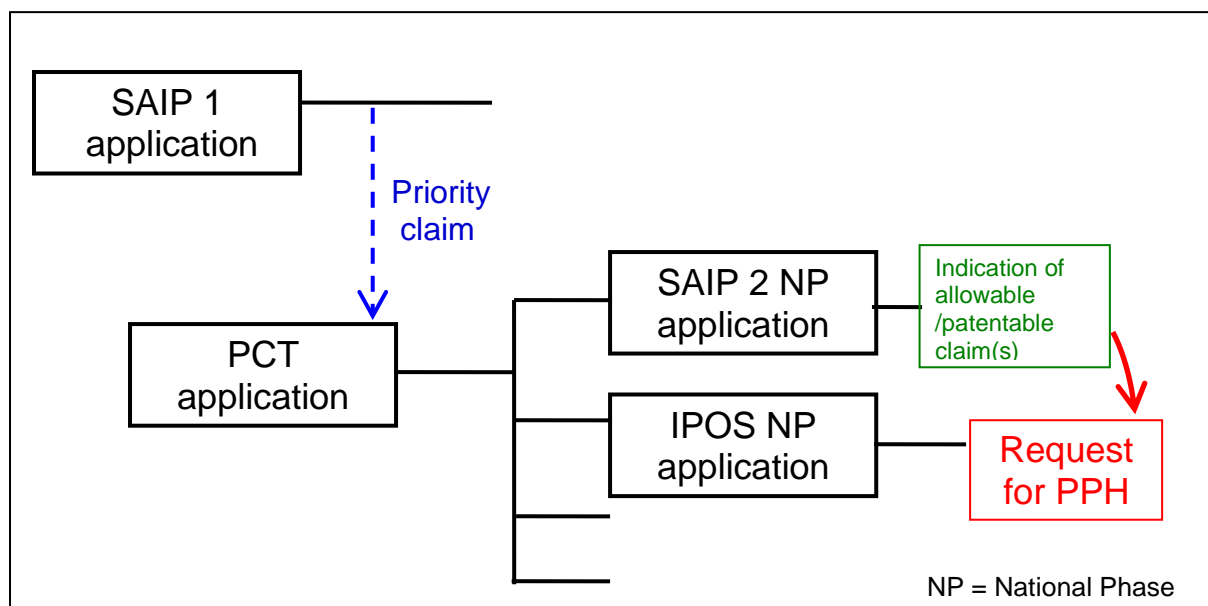 SAIP 1
application
Priority
claim
PCT
application
SAIP 2 NP
application
Indication of
allowable
/patentable
claim(s)
IPOS NP
application
Request
for PPH
NP = National Phase